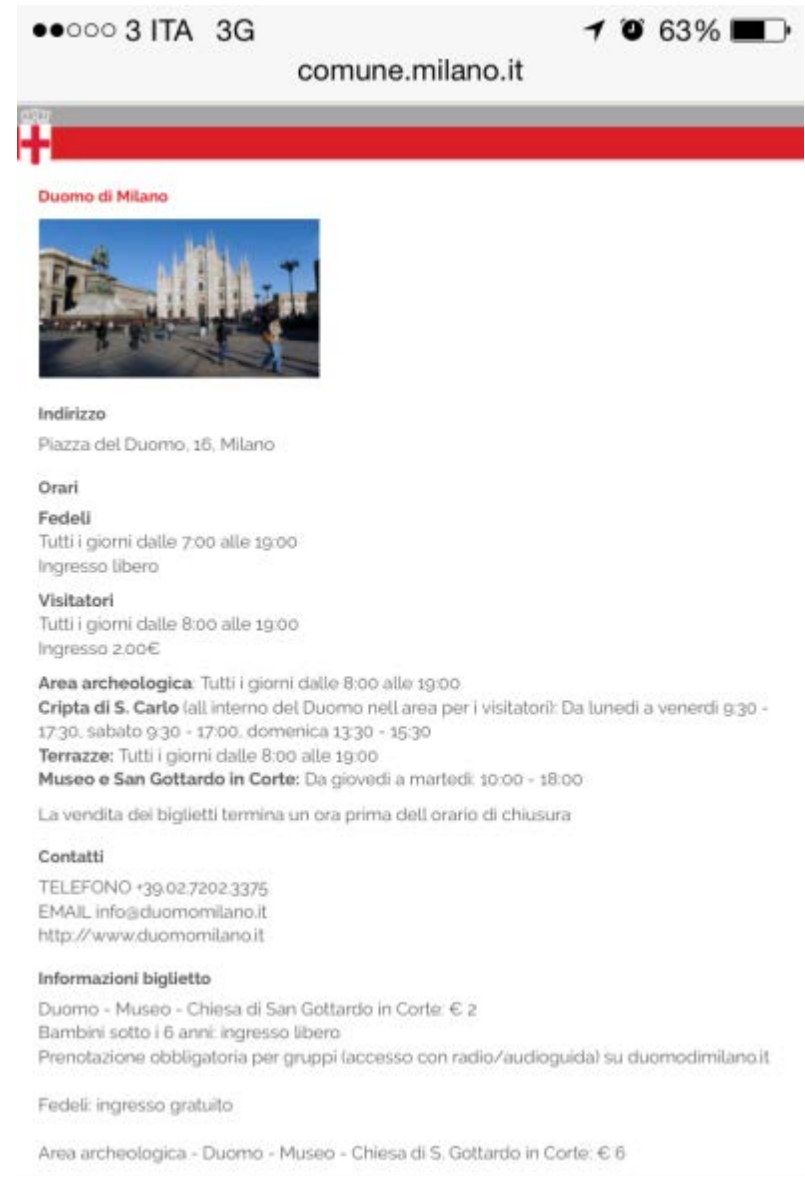 3 ITA 3G 63%
comune.milano.it
Duomo di Milano
Indirizzo
Piazza del Duomo, 16, Milano
Orari
Fedeli
Tutti i giorni dalle 7:00 alle 19:00
Ingresso libero
Visitatori
Tutti i giorni dalle 8:00 alle 19:00
Ingresso 2.00€
Area archeologica: Tutti i giorni dalle 8:00 alle 19:00
Cripta di S. Carlo (all interno del Duomo nell area per i visitatori): Da lunedì a venerdì 9:30 -
17:30, sabato 9:30 - 17:00, domenica 13:30 - 15:30
Terrazze: Tutti i giorni dalle 8:00 alle 19:00
Museo e San Gottardo in Corte: Da giovedì a martedì: 10:00 - 18:00
La vendita dei biglietti termina un ora prima dell orario di chiusura
Contatti
TELEFONO +39.02.7202.3375
EMAIL info@duomomilano.it
http://www.duomomilano.it
Informazioni biglietto
Duomo - Museo - Chiesa di San Gottardo in Corte: € 2
Bambini sotto i 6 anni: ingresso libero
Prenotazione obbligatoria per gruppi (accesso con radio/audioguida) su duomodimilano.it
Fedeli: ingresso gratuito
Area archeologica - Duomo - Museo - Chiesa di S. Gottardo in Corte: € 6